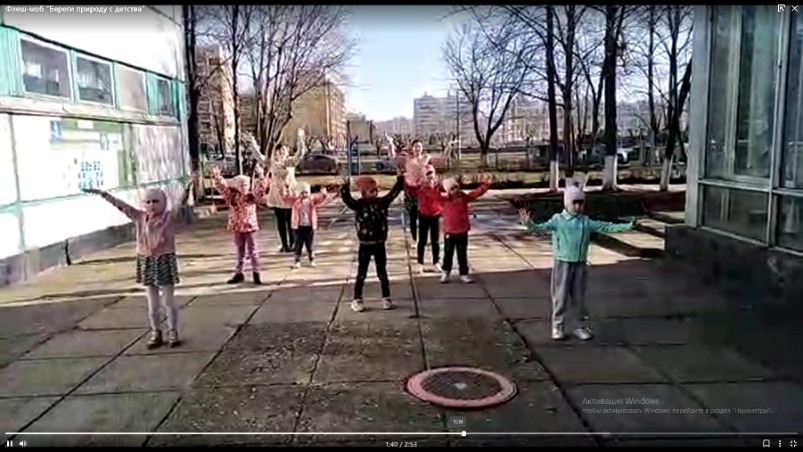 Флеш-моб "Береги природу с детства"
Активация Windows
Чтобы активировать Windows, перейдите в раздел "Параметры".
1:40 / 2:53